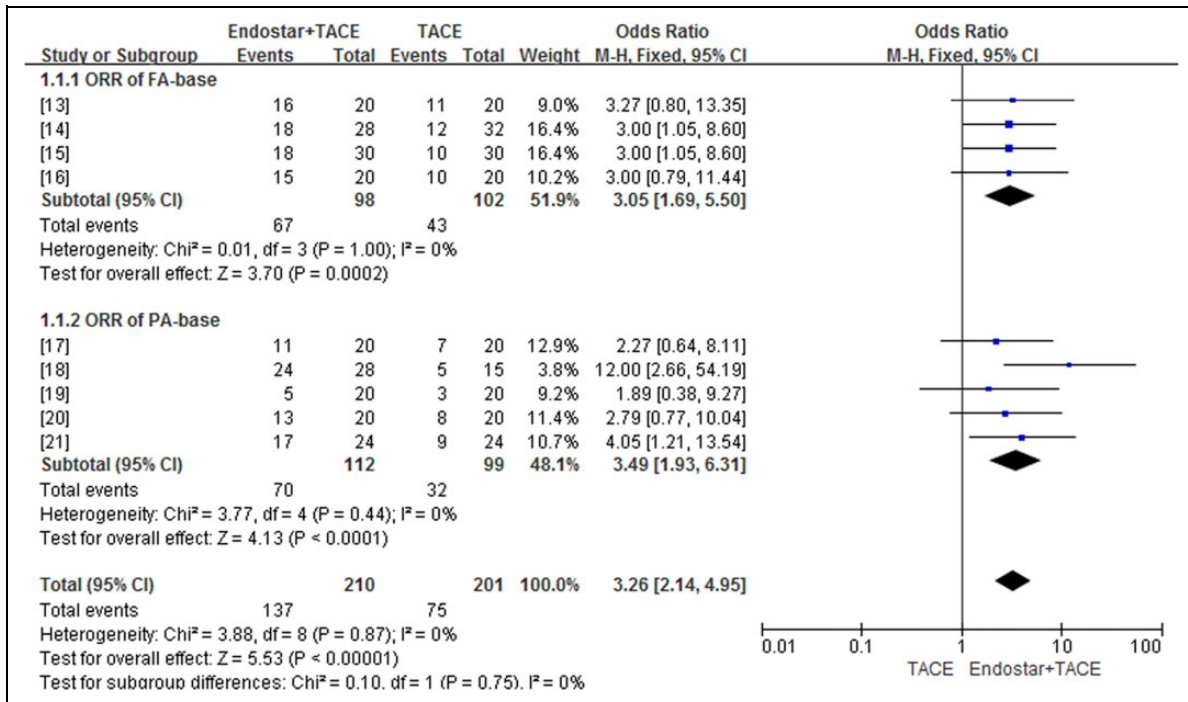 Endostar+TACE TACE Odds Ratio Odds Ratio
Study or Subgroup Events Total Events Total Weight M-H, Fixed, 95% CI M-H, Fixed, 95% CI
1.1.1 ORR of FA-base
[13] 16 20 11 20 9.0% 3.27 [0.80, 13.35]
[14] 18 28 12 32 16.4% 3.00 [1.05, 8.60]
[15] 18 30 10 30 16.4% 3.00 [1.05, 8.60]
[16] 15 20 10 20 10.2% 3.00 [0.79, 11.44]
Subtotal (95% CI) 98 102 51.9% 3.05 [1.69, 5.50]
Total events 67 43
Heterogeneity: Chi² = 0.01, df = 3 (P = 1.00); I² = 0%
Test for overall effect: Z = 3.70 (P = 0.0002)
1.1.2 ORR of PA-base
[17] 11 20 7 20 12.9% 2.27 [0.64, 8.11]
[18] 24 28 5 15 3.8% 12.00 [2.66, 54.19]
[19] 5 20 3 20 9.2% 1.89 [0.38, 9.27]
[20] 13 20 8 20 11.4% 2.79 [0.77, 10.04]
[21] 17 24 9 24 10.7% 4.05 [1.21, 13.54]
Subtotal (95% CI) 112 99 48.1% 3.49 [1.93, 6.31]
Total events 70 32
Heterogeneity: Chi² = 3.77, df = 4 (P = 0.44); I² = 0%
Test for overall effect: Z = 4.13 (P < 0.0001)
Total (95% CI) 210 201 100.0% 3.26 [2.14, 4.95]
Total events 137 75
Heterogeneity: Chi² = 3.88, df = 8 (P = 0.87); I² = 0%
Test for overall effect: Z = 5.53 (P < 0.00001)
Test for subgroup differences: Chi² = 0.10, df = 1 (P = 0.75), I² = 0%
0.01 0.1 1 10 100
TACE Endostar+TACE